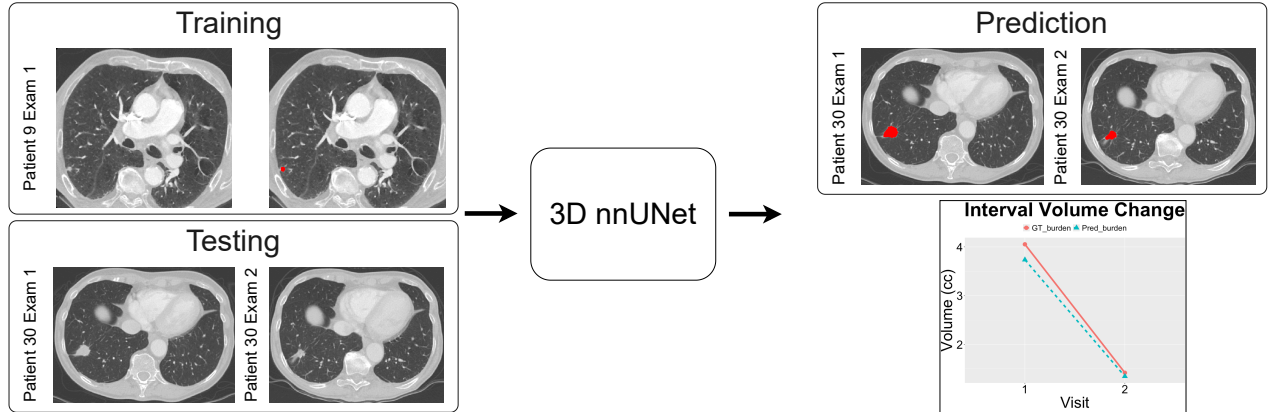 Training
Patient 9 Exam 1
Testing
Patient 30 Exam 1
Patient 30 Exam 2
3D nnUNet
Prediction
Patient 30 Exam 1
Patient 30 Exam 2
Interval Volume Change
GT_burden Pred_burden
Volume (cc)
4
3
2
1 2
Visit